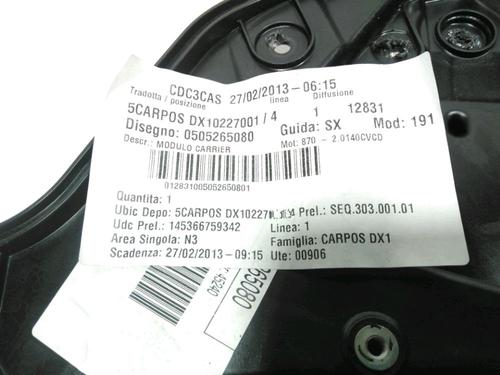 CDC3CAS 27/02/2013-06:15
Tradotta / posizione linea Diffusione
5CARPOS DX10227001 / 4 1 12831
Disegno: 0505265080 Guida: SX Mod: 191
Descr.: MODULO CARRIER Mot: 870 - 2.0140CVCD
012831005052650801
Quantita: 1
Ubic Depo: 5CARPOS Prel.: SEQ.303.001.01
Udc Prel.: 145366759342 Linea: 1
Area Singola: N3 Famiglia: CARPOS DX1
Scadenza: 27/02/2013-09:15 Ute: 00906